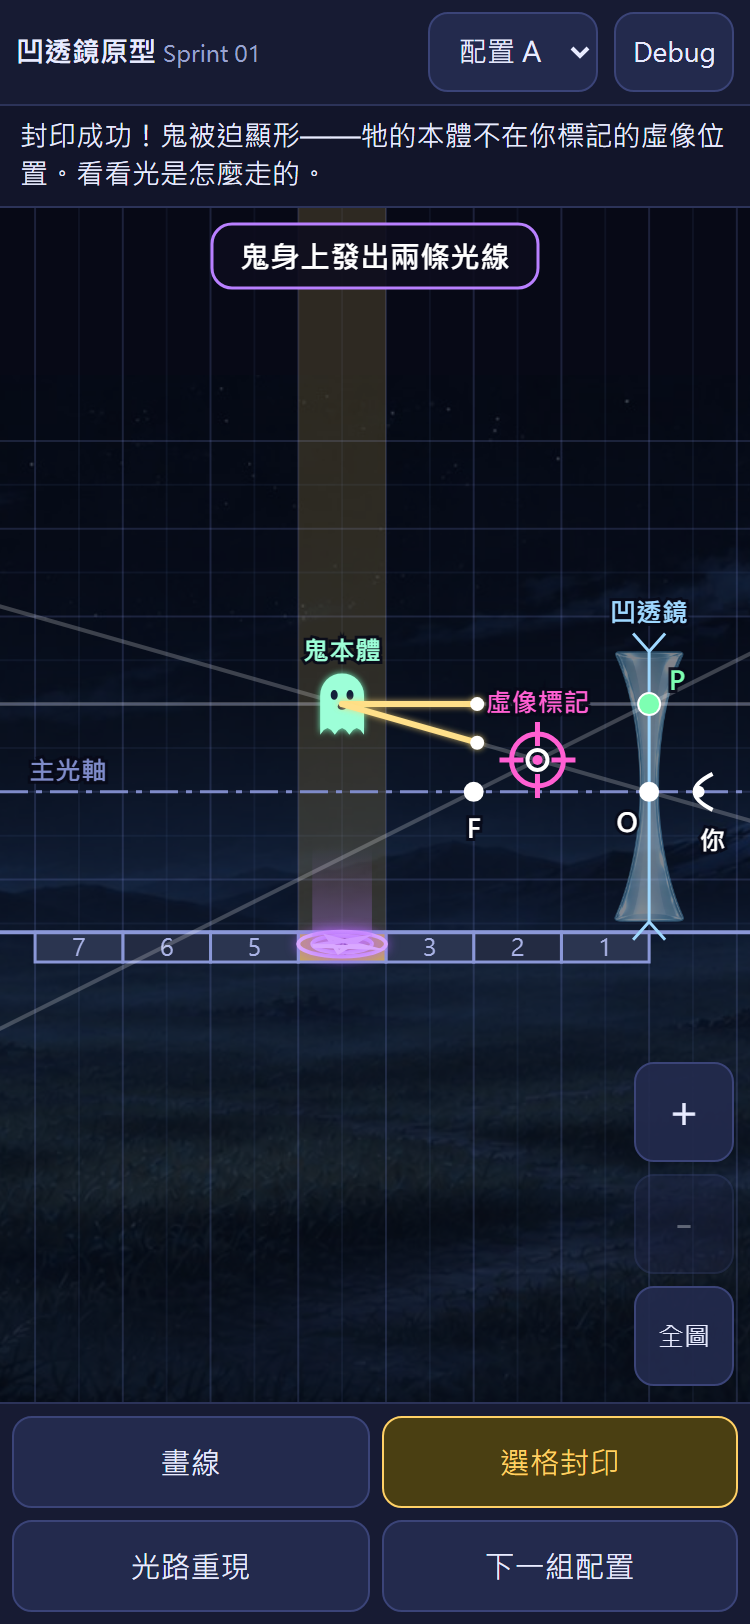 凹透鏡原型 Sprint 01
配置 A
Debug
封印成功！鬼被迫顯形——牠的本體不在你標記的虛像位
置。看看光是怎麼走的。
鬼身上發出兩條光線
凹透鏡
鬼本體
P
虛像標記
主光軸
F
O
你
7
6
5
3
2
1
+
-
全圖
畫線
選格封印
光路重現
下一組配置